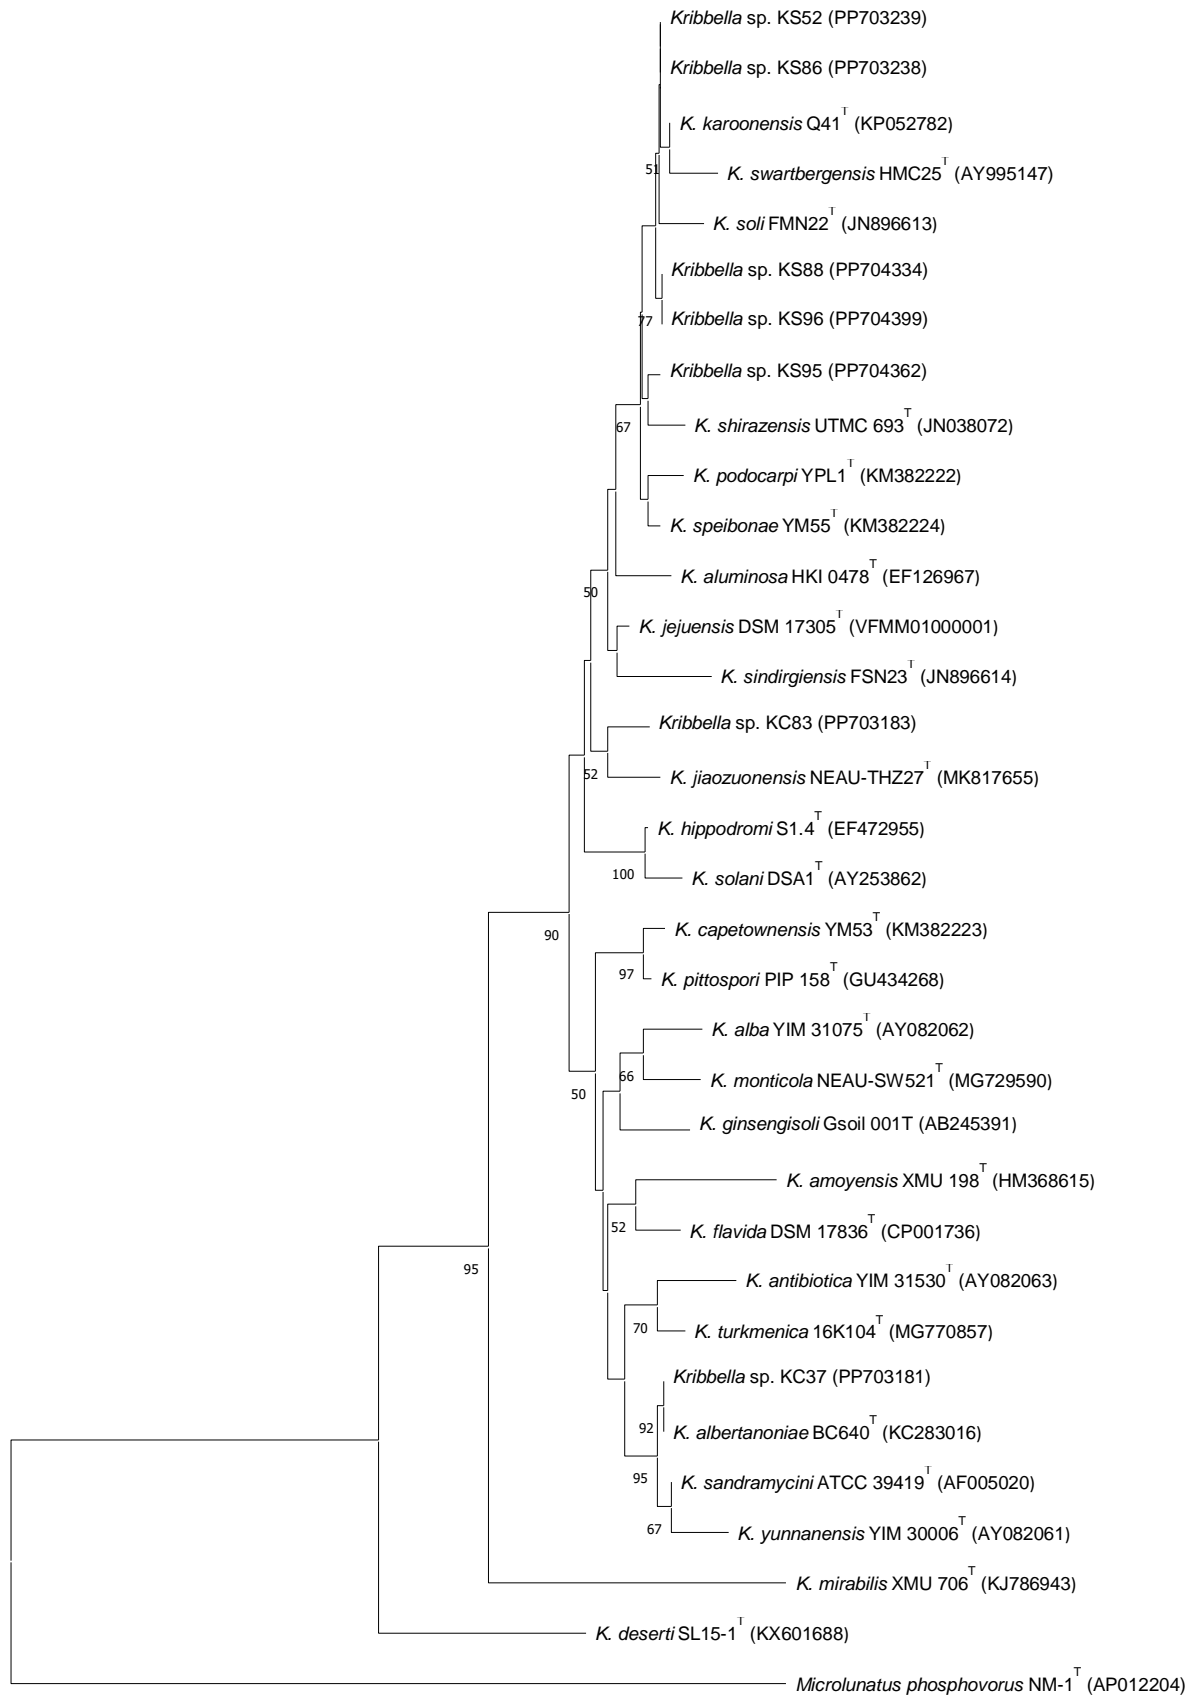 Kribbella sp. KS52 (PP703239)
Kribbella sp. KS86 (PP703238)
K. karoonensis Q41T (KP052782)
K. swartbergensis HMC25T (AY995147)
51
K. soli FMN22T (JN896613)
Kribbella sp. KS88 (PP704334)
Kribbella sp. KS96 (PP704399)
77
Kribbella sp. KS95 (PP704362)
K. shirazensis UTMC 693T (JN038072)
67
K. podocarpi YPL1T (KM382222)
K. speibonae YM55T (KM382224)
K. aluminosa HKI 0478T (EF126967)
50
K. jejuensis DSM 17305T (VFMM01000001)
K. sindirgiensis FSN23T (JN896614)
Kribbella sp. KC83 (PP703183)
52
K. jiaozuonensis NEAU-THZ27T (MK817655)
K. hippodromi S1.4T (EF472955)
100
K. solani DSA1T (AY253862)
K. capetownensis YM53T (KM382223)
90
97
K. pittospori PIP 158T (GU434268)
K. alba YIM 31075T (AY082062)
66
K. monticola NEAU-SW521T (MG729590)
50
K. ginsengisoli Gsoil 001T (AB245391)
K. amoyensis XMU 198T (HM368615)
52
K. flavida DSM 17836T (CP001736)
95
K. antibiotica YIM 31530T (AY082063)
70
K. turkmenica 16K104T (MG770857)
Kribbella sp. KC37 (PP703181)
92
K. albertanoniae BC640T (KC283016)
95
K. sandramycini ATCC 39419T (AF005020)
67
K. yunnanensis YIM 30006T (AY082061)
K. mirabilis XMU 706T (KJ786943)
K. deserti SL15-1T (KX601688)
Microlunatus phosphovorus NM-1T (AP012204)